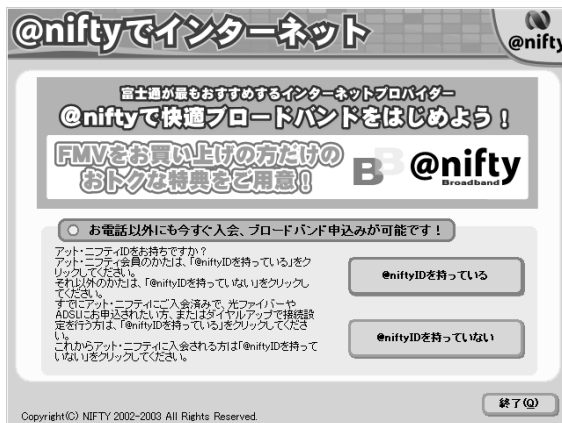 @niftyでインターネット
@nifty
富士通が最もおすすめするインターネットプロバイダー
@niftyで快適ブロードバンドをはじめよう！
FMVをお買い上げの方だけの
おトクな特典をご用意！
BB @nifty
Broadband
お電話以外にも今すぐ入会、ブロードバンド申込みが可能です！
アット・ニフティIDをお持ちですか？
アット・ニフティ会員のかたは、「@niftyIDを持っている」をク
リックしてください。
それ以外のかたは、「@niftyIDを持っていない」をクリックし
てください。
すでにアット・ニフティにご入会済みで、光ファイバーや
ADSLにお申込されたい方、またはダイヤルアップで接続設
定を行う方は、「@niftyIDを持っている」をクリックしてくださ
い。
これからアット・ニフティに入会される方は「@niftyIDを持って
いない」をクリックしてください。
@niftyIDを持っている
@niftyIDを持っていない
終了(Q)
Copyright(C) NIFTY 2002-2003 All Rights Reserved.